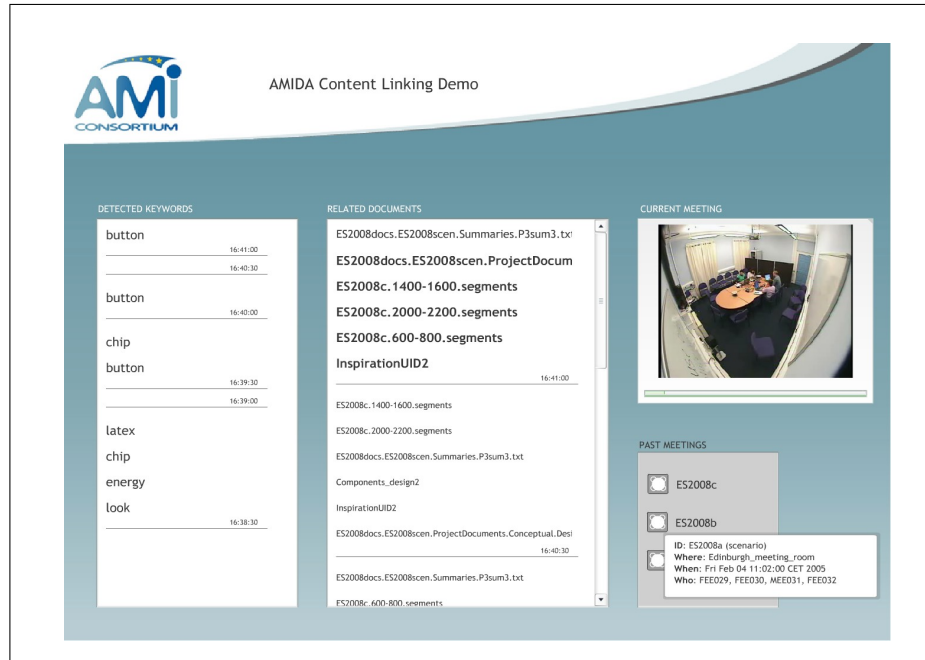 AMi
CONSORTIUM
AMIDA Content Linking Demo
DETECTED KEYWORDS
button
16:41:00
16:40:30
button
16:40:00
chip
button
16:39:30
16:39:00
latex
chip
energy
look
16:38:30
RELATED DOCUMENTS
ES2008docs.ES2008scen.Summaries.P3sum3.tx
ES2008docs.ES2008scen.ProjectDocum
ES2008c.1400-1600.segments
ES2008c.2000-2200.segments
ES2008c.600-800.segments
InspirationUID2
16:41:00
ES2008c.1400-1600.segments
ES2008c.2000-2200.segments
ES2008docs.ES2008scen.Summaries.P3sum3.txt
Components_design2
InspirationUID2
ES2008docs.ES2008scen.ProjectDocuments.Conceptual.Desi
16:40:30
ES2008docs.ES2008scen.Summaries.P3sum3.txt
ES2008c.600-800.segments
CURRENT MEETING
PAST MEETINGS
ES2008c
ES2008b
ID: ES2008a (scenario)
Where: Edinburgh_meeting_room
When: Fri Feb 04 11:02:00 CET 2005
Who: FEE029, FEE030, MEE031, FEE032